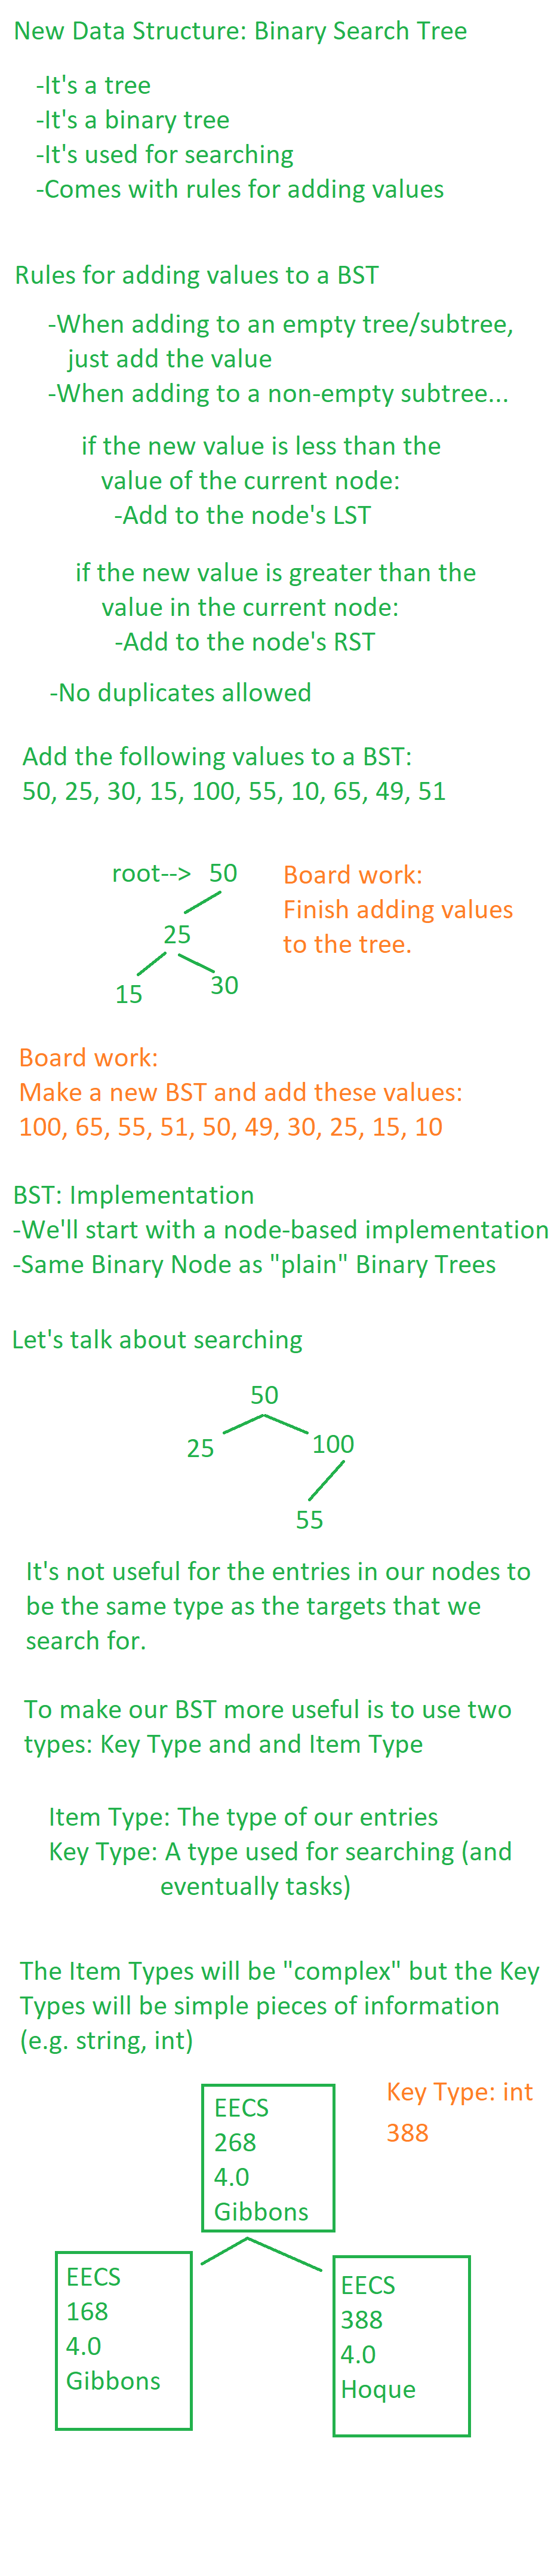 New Data Structure: Binary Search Tree
-It's a tree
-It's a binary tree
-It's used for searching
-Comes with rules for adding values
Rules for adding values to a BST
-When adding to an empty tree/subtree,
just add the value
-When adding to a non-empty subtree...
if the new value is less than the
value of the current node:
-Add to the node's LST
if the new value is greater than the
value in the current node:
-Add to the node's RST
-No duplicates allowed
Add the following values to a BST:
50, 25, 30, 15, 100, 55, 10, 65, 49, 51
root--> 50
25
15
30
Board work:
Finish adding values
to the tree.
Board work:
Make a new BST and add these values:
100, 65, 55, 51, 50, 49, 30, 25, 15, 10
BST: Implementation
-We'll start with a node-based implementation
-Same Binary Node as "plain" Binary Trees
Let's talk about searching
50
25
100
55
It's not useful for the entries in our nodes to
be the same type as the targets that we
search for.
To make our BST more useful is to use two
types: Key Type and and Item Type
Item Type: The type of our entries
Key Type: A type used for searching (and
eventually tasks)
The Item Types will be "complex" but the Key
Types will be simple pieces of information
(e.g. string, int)
EECS
268
4.0
Gibbons
Key Type: int
388
EECS
168
4.0
Gibbons
EECS
388
4.0
Hoque